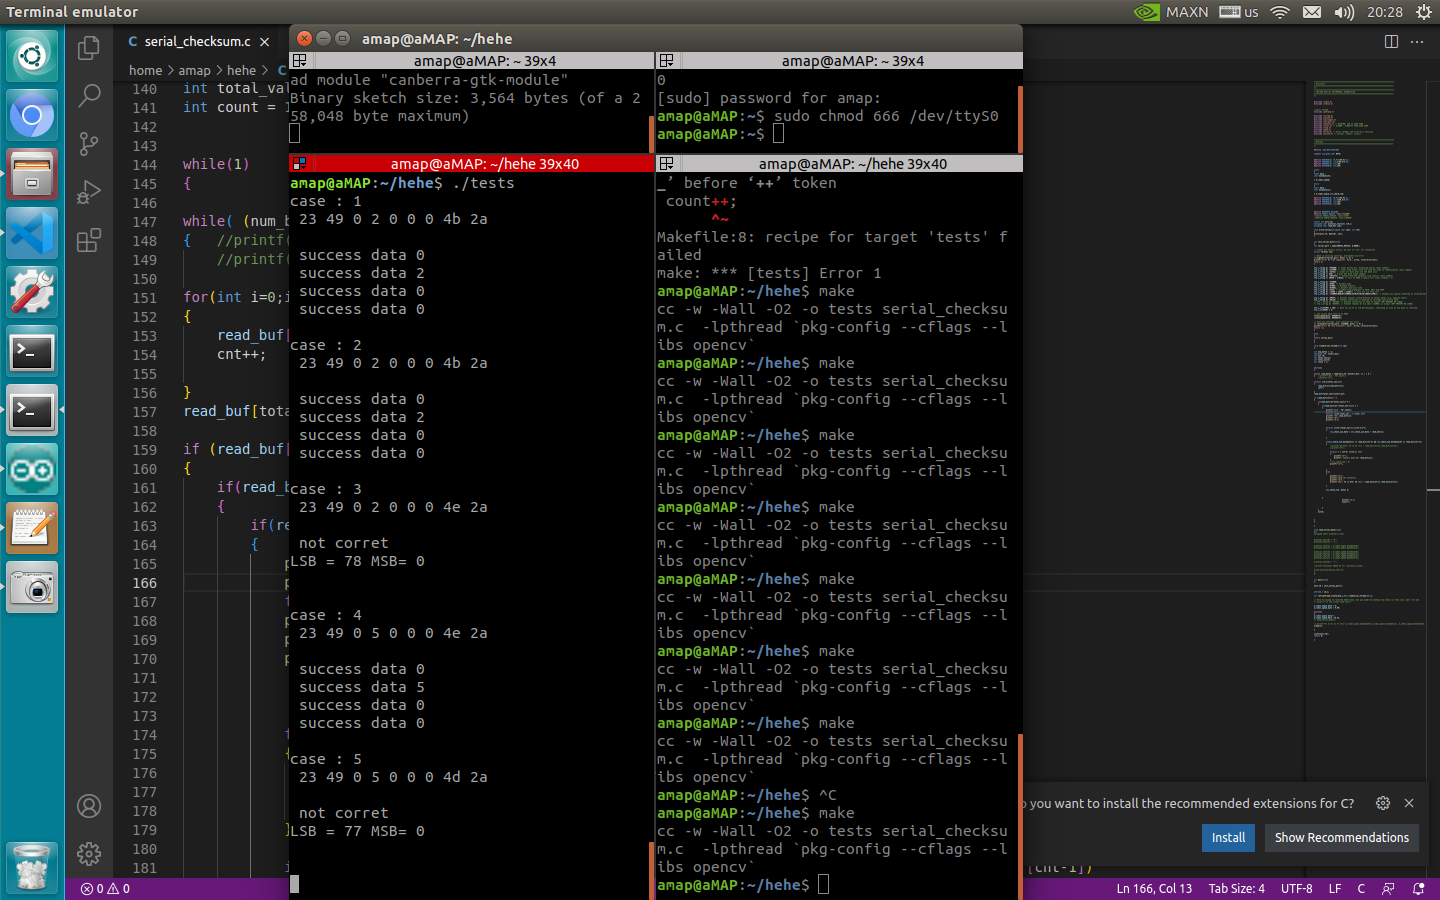 Terminal emulator
MAXN us 20:28
serial_checksum.c
home > amap > hehe > C
140 int total_val
141 int count = 1
142
144 while(1)
145 {
146
147 while( (num_b
148 { //printf(
149 //printf(
150
151 for(int i=0;i
152 {
153 read_buf[
154 cnt++;
155
156 }
157 read_buf[tota
158
159 if (read_buf[
160 {
161 if(read_b
162 {
163 if(re
164 {
165 p
166 p
167
168 p
169 p
170 p
171
172
173
174
175 {
176
177
178
179 }
180
181 i
amap@aMAP: ~/hehe
amap@aMAP: ~ 39x4
ad module "canberra-gtk-module"
Binary sketch size: 3,564 bytes (of a 2
58,048 byte maximum)
amap@aMAP: ~ 39x4
0
[sudo] password for amap:
amap@aMAP:~$ sudo chmod 666 /dev/ttyS0
amap@aMAP:~$
amap@aMAP: ~/hehe 39x40
amap@aMAP:~/hehe$ ./tests
case : 1
23 49 0 2 0 0 0 4b 2a
success data 0
success data 2
success data 0
success data 0
case : 2
23 49 0 2 0 0 0 4b 2a
success data 0
success data 2
success data 0
success data 0
case : 3
23 49 0 2 0 0 0 4e 2a
not corret
LSB = 78 MSB= 0
case : 4
23 49 0 5 0 0 0 4e 2a
success data 0
success data 5
success data 0
success data 0
case : 5
23 49 0 5 0 0 0 4d 2a
not corret
LSB = 77 MSB= 0
amap@aMAP: ~/hehe 39x40
_’ before ‘++’ token
count++;
^~
Makefile:8: recipe for target 'tests' f
ailed
make: *** [tests] Error 1
amap@aMAP:~/hehe$ make
cc -w -Wall -O2 -o tests serial_checksu
m.c -lpthread `pkg-config --cflags --l
ibs opencv`
amap@aMAP:~/hehe$ make
cc -w -Wall -O2 -o tests serial_checksu
m.c -lpthread `pkg-config --cflags --l
ibs opencv`
amap@aMAP:~/hehe$ make
cc -w -Wall -O2 -o tests serial_checksu
m.c -lpthread `pkg-config --cflags --l
ibs opencv`
amap@aMAP:~/hehe$ make
cc -w -Wall -O2 -o tests serial_checksu
m.c -lpthread `pkg-config --cflags --l
ibs opencv`
amap@aMAP:~/hehe$ make
cc -w -Wall -O2 -o tests serial_checksu
m.c -lpthread `pkg-config --cflags --l
ibs opencv`
amap@aMAP:~/hehe$ make
cc -w -Wall -O2 -o tests serial_checksu
m.c -lpthread `pkg-config --cflags --l
ibs opencv`
amap@aMAP:~/hehe$ make
cc -w -Wall -O2 -o tests serial_checksu
m.c -lpthread `pkg-config --cflags --l
ibs opencv`
amap@aMAP:~/hehe$ ^C
amap@aMAP:~/hehe$ make
cc -w -Wall -O2 -o tests serial_checksu
m.c -lpthread `pkg-config --cflags --l
ibs opencv`
amap@aMAP:~/hehe$
o you want to install the recommended extensions for C?
Install
Show Recommendations
[cnt-1])
0 0
Ln 166, Col 13 Tab Size: 4 UTF-8 LF C